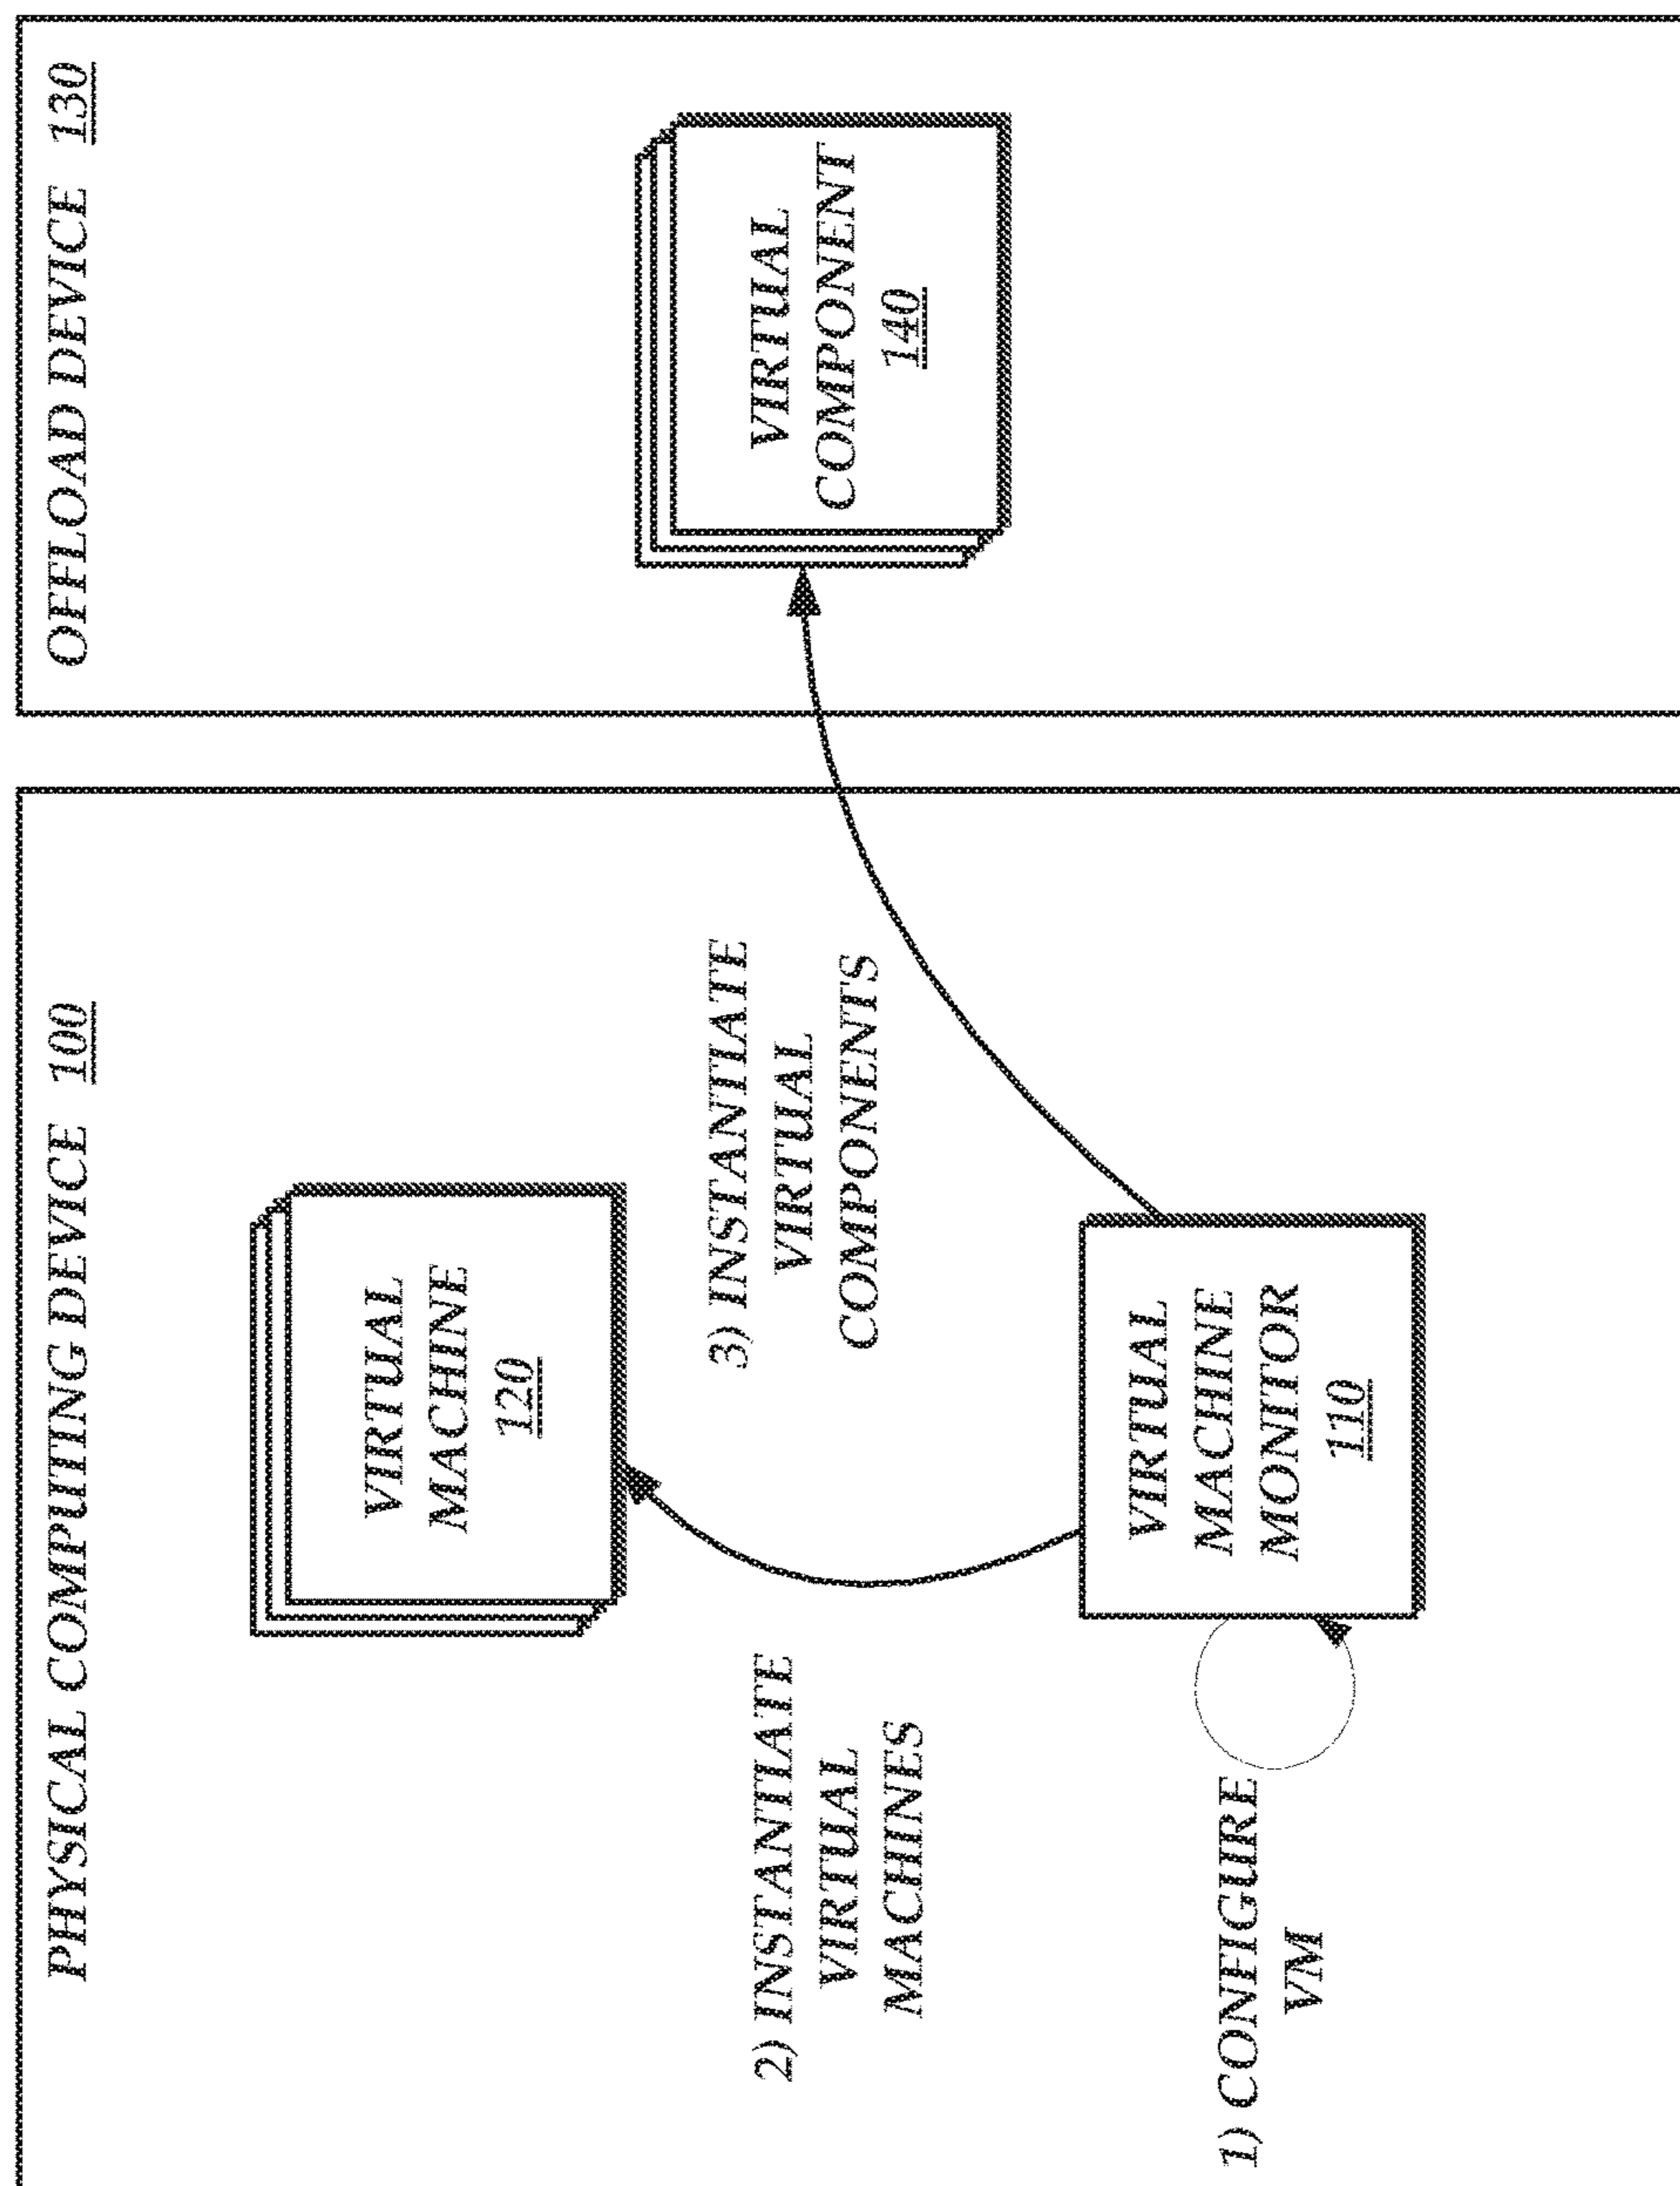 PHYSICAL COMPUTING DEVICE 100
OFFLOAD DEVICE 130
VIRTUAL
MACHINE
120
VIRTUAL
COMPONENT
140
3) INSTANTIATE
VIRTUAL
COMPONENTS
2) INSTANTIATE
VIRTUAL
MACHINES
VIRTUAL
MACHINE
MONITOR
110
1) CONFIGURE
VM